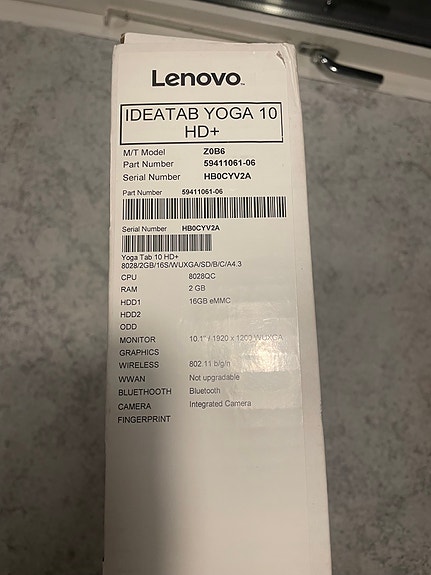 Lenovo
IDEATAB YOGA 10
HD+
M/T Model Z0B6
Part Number 59411061-06
Serial Number HB0CYV2A
Part Number 59411061-06
Serial Number HB0CYV2A
Yoga Tab 10 HD+
8028/2GB/16S/WUXGA/SD/B/C/A4.3
CPU 8028QC
RAM 2 GB
HDD1 16GB eMMC
HDD2
ODD
MONITOR 10.1" / 1920 x 1200 WUXGA
GRAPHICS
WIRELESS 802.11 b/g/n
WWAN Not upgradable
BLUETHOOTH Bluetooth
CAMERA Integrated Camera
FINGERPRINT